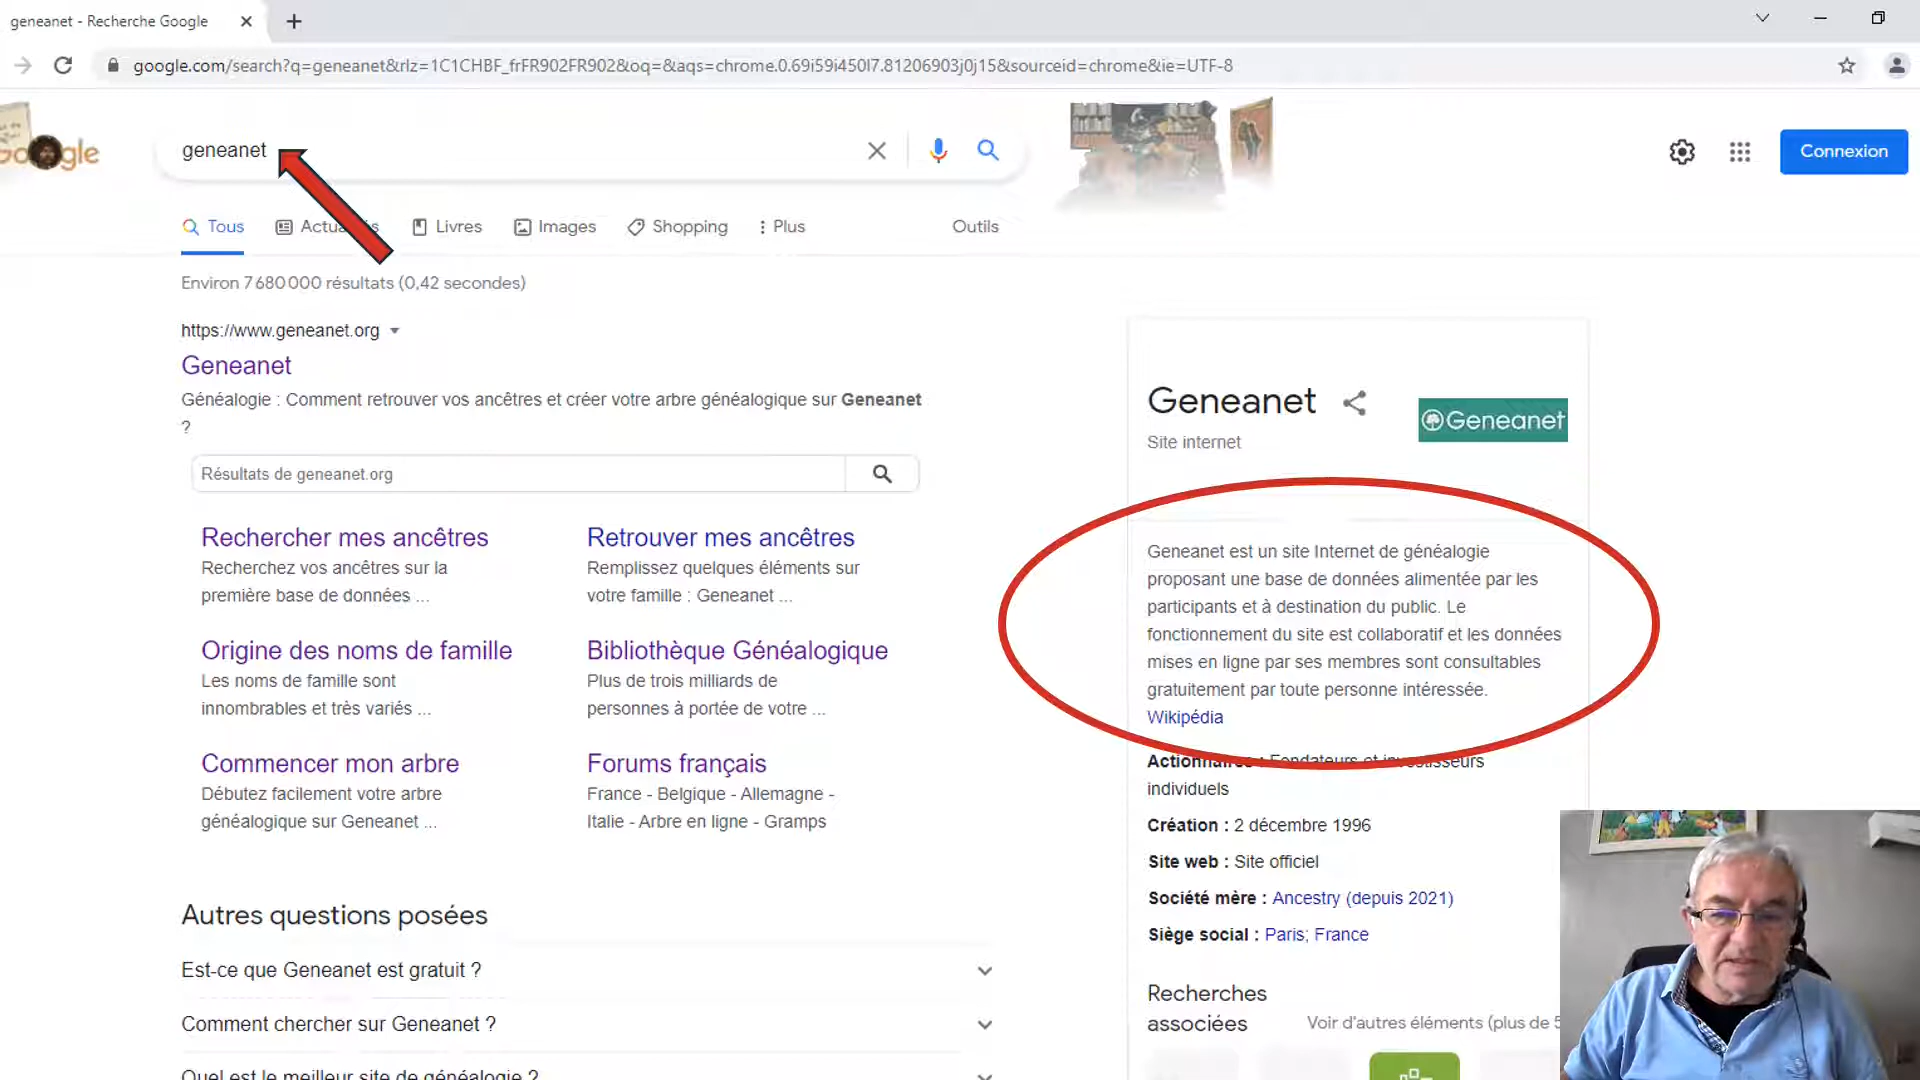 geneanet - Recherche Google
google.com/search?q=geneanet&rlz=1C1CHBF_frFR902FR902&oq=&aqs=chrome.0.69i59i450l7.81206903j0j15&sourceid=chrome&ie=UTF-8
Google
geneanet
Connexion
Tous
Livres
Images
Shopping
Plus
Outils
Environ 7 680 000 résultats (0,42 secondes)
https://www.geneanet.org
Geneanet
Généalogie : Comment retrouver vos ancêtres et créer votre arbre généalogique sur Geneanet
?
Résultats de geneanet.org
Rechercher mes ancêtres
Recherchez vos ancêtres sur la
première base de données ...
Retrouver mes ancêtres
Remplissez quelques éléments sur
votre famille : Geneanet ...
Origine des noms de famille
Les noms de famille sont
innombrables et très variés ...
Bibliothèque Généalogique
Plus de trois milliards de
personnes à portée de votre ...
Commencer mon arbre
Débutez facilement votre arbre
généalogique sur Geneanet ...
Forums français
France - Belgique - Allemagne -
Italie - Arbre en ligne - Gramps
Autres questions posées
Est-ce que Geneanet est gratuit ?
Comment chercher sur Geneanet ?
Quel est le meilleur site de généalogie ?
Geneanet
Site internet
Geneanet
Geneanet est un site Internet de généalogie
proposant une base de données alimentée par les
participants et à destination du public. Le
fonctionnement du site est collaboratif et les données
mises en ligne par ses membres sont consultables
gratuitement par toute personne intéressée.
Wikipédia
Actionnaires : Fondateurs et investisseurs
individuels
Création : 2 décembre 1996
Site web : Site officiel
Société mère : Ancestry (depuis 2021)
Siège social : Paris; France
Recherches
associées
Voir d'autres éléments (plus de 5